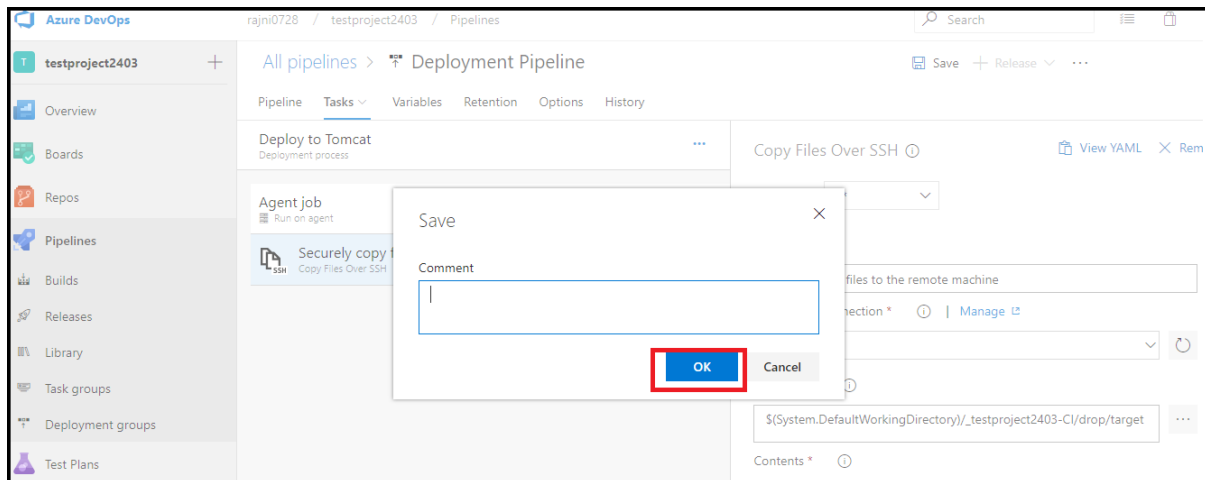 Azure DevOps
rajni0728 / testproject2403 / Pipelines
Search
T testproject2403
All pipelines > Deployment Pipeline
Save + Release ...
Pipeline Tasks Variables Retention Options History
Overview
Boards
Repos
Pipelines
Builds
Releases
Library
Task groups
Deployment groups
Test Plans
Deploy to Tomcat
Deployment process
...
Agent job
Run on agent
SSH
Securely copy f
Copy Files Over SSH
Save
Comment
OK Cancel
Copy Files Over SSH
View YAML Rem
files to the remote machine
nection * | Manage
$(System.DefaultWorkingDirectory)/_testproject2403-CI/drop/target
...
Contents *